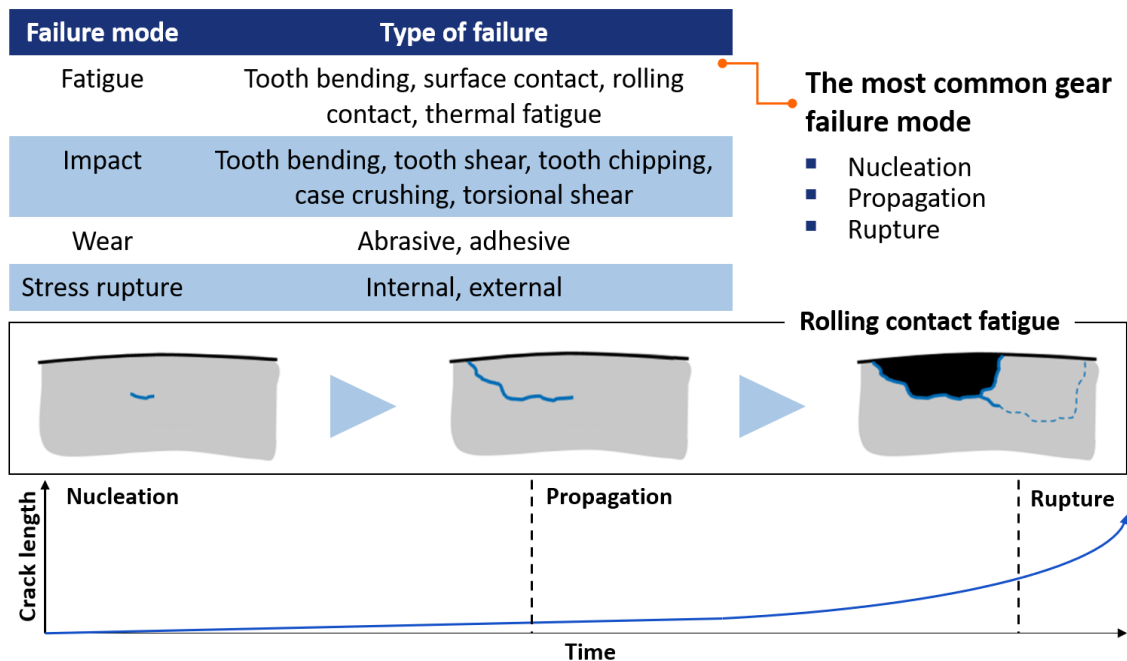 Failure mode Type of failure
Fatigue Tooth bending, surface contact, rolling
contact, thermal fatigue
Impact Tooth bending, tooth shear, tooth chipping,
case crushing, torsional shear
Wear Abrasive, adhesive
Stress rupture Internal, external
The most common gear
failure mode
Nucleation
Propagation
Rupture
Rolling contact fatigue
Nucleation
Propagation
Rupture
Crack length
Time